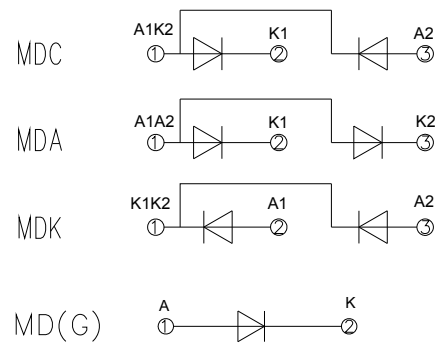 A1K2 K1 A2
MDC ① ② ③
A1A2 K1 K2
MDA ① ② ③
K1K2 A1 A2
MDK ① ② ③
A K
MD(G) ① ②